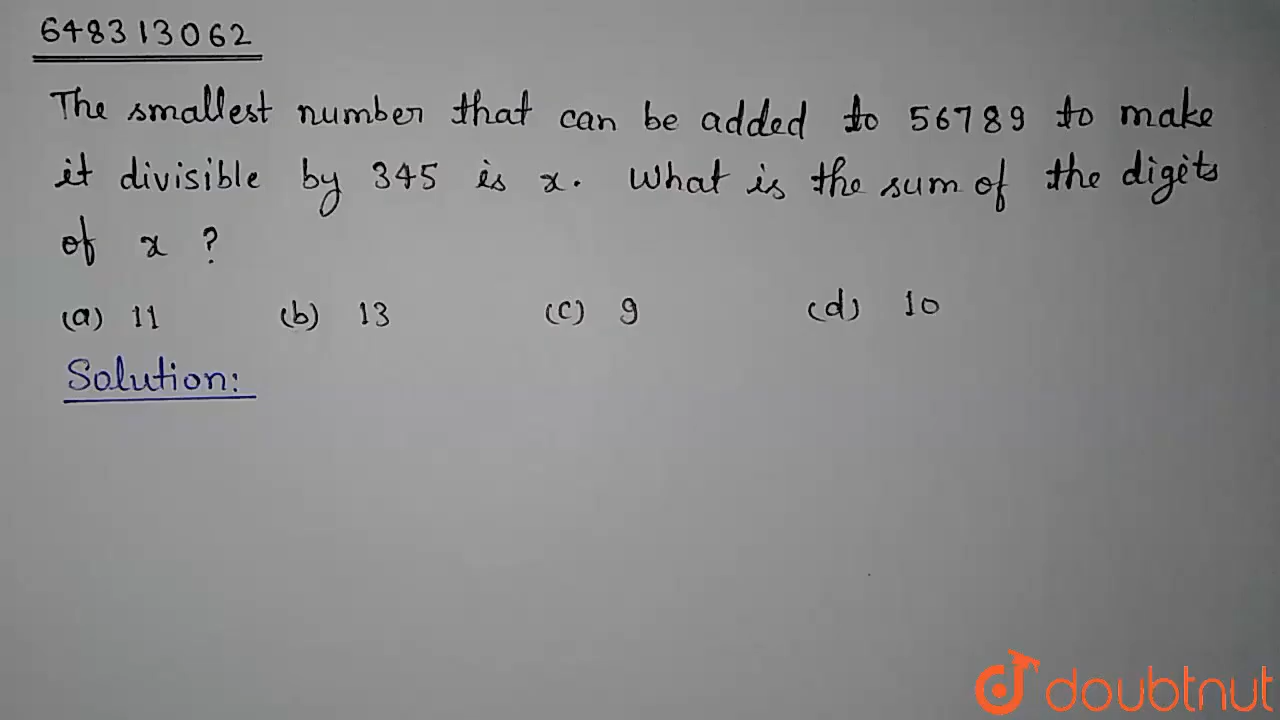 648313062
The smallest number that can be added to 56789 to make
it divisible by 345 is x. What is the sum of the digits
of x ?
(a) 11 (b) 13 (c) 9 (d) 10
Solution:
doubtnut